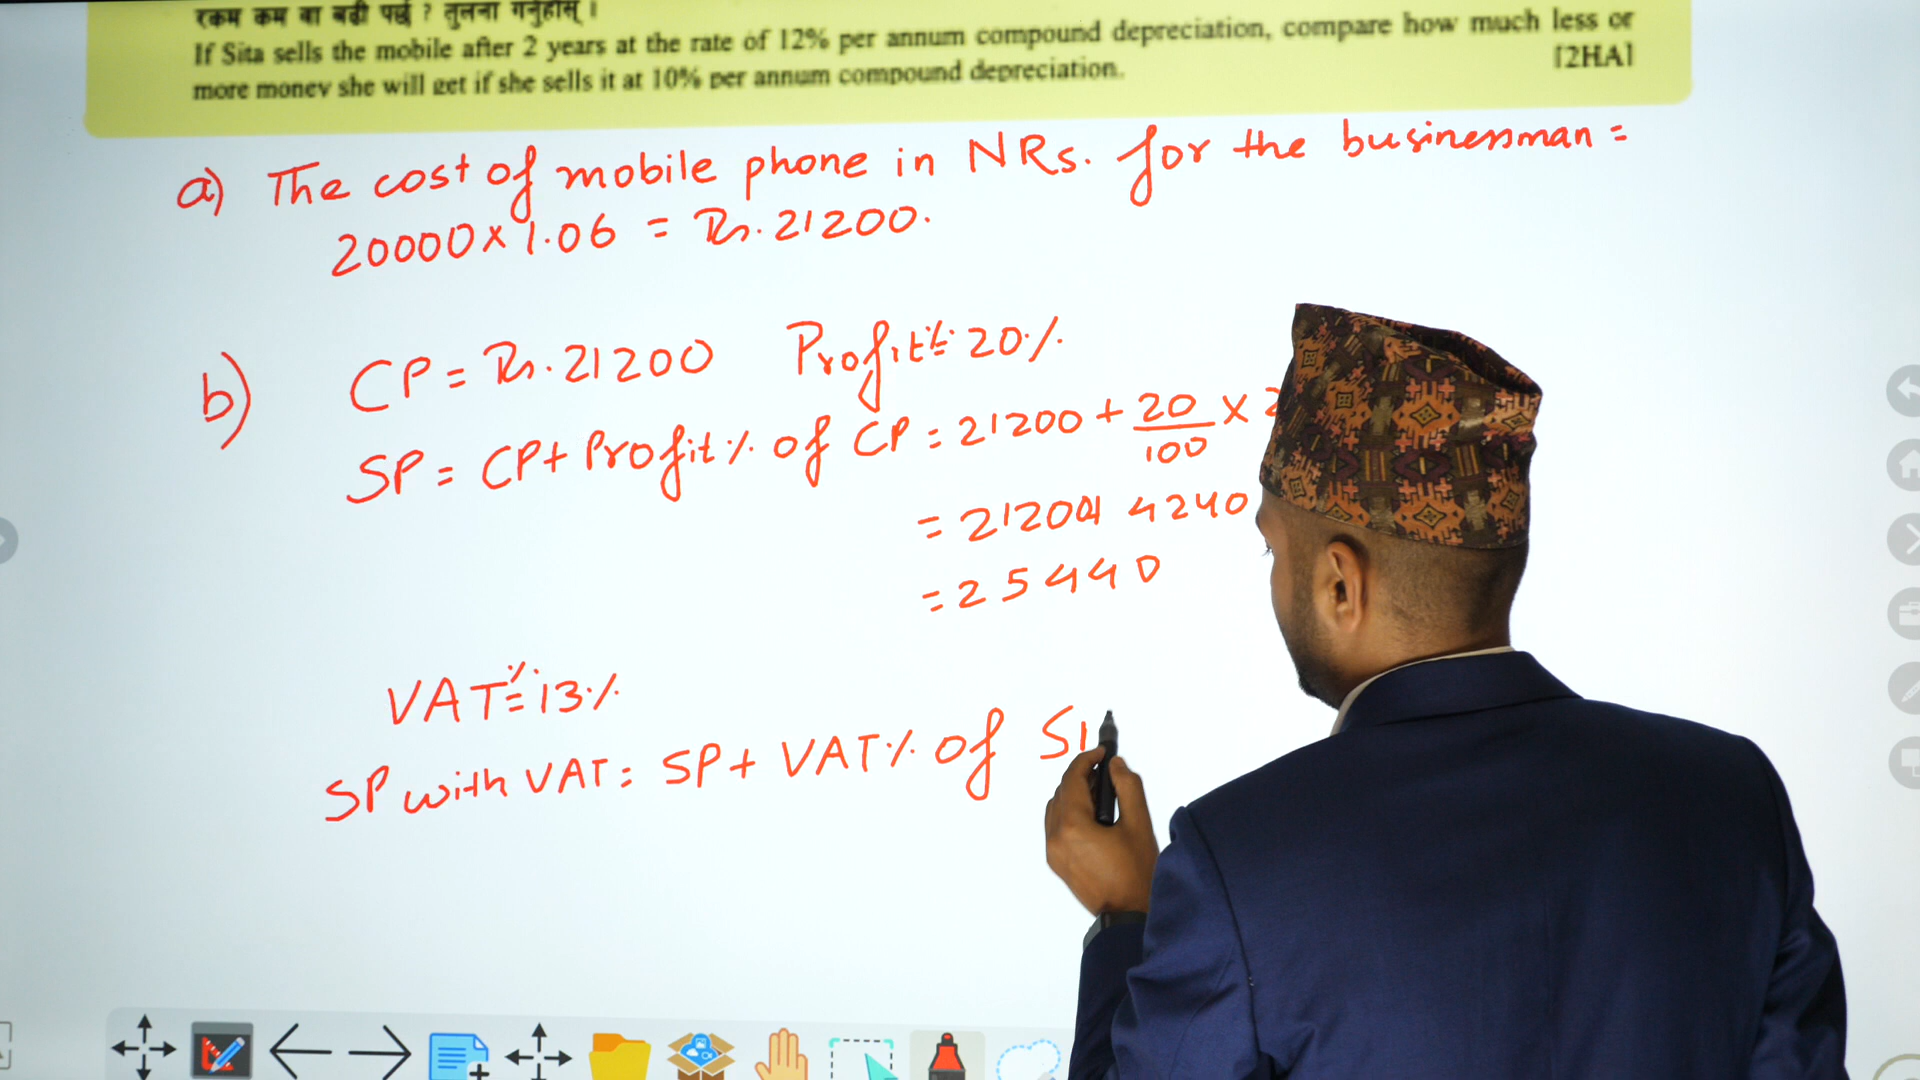 रकम कम वा बढी पर्छ ? तुलना गर्नुहोस् ।
If Sita sells the mobile after 2 years at the rate of 12% per annum compound depreciation, compare how much less or
more money she will get if she sells it at 10% per annum compound depreciation. [2HA]
a) The cost of mobile phone in NRs. for the businessman =
20000 × 1.06 = Rs. 21200.
b) CP = Rs. 21200 Profit% = 20%
SP = CP + Profit% of CP = 21200 + 20/100 × 2
= 21200+ 4240
= 25440
VAT% = 13%
SP with VAT = SP + VAT% of